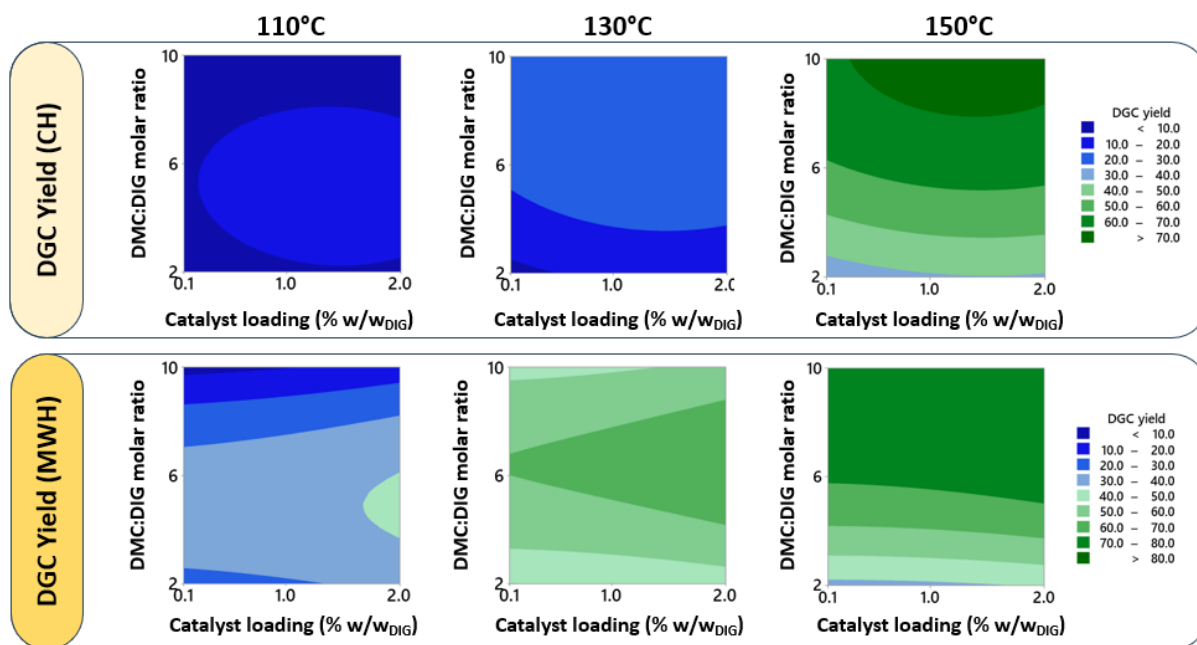 110°C
130°C
150°C
DGC Yield (CH)
DMC:DIG molar ratio
10
6
2
0.1
1.0
2.0
Catalyst loading (% w/wDIG)
DMC:DIG molar ratio
10
6
2
0.1
1.0
2.0
Catalyst loading (% w/wDIG)
DMC:DIG molar ratio
10
6
2
0.1
1.0
2.0
Catalyst loading (% w/wDIG)
DGC yield
< 10.0
10.0 – 20.0
20.0 – 30.0
30.0 – 40.0
40.0 – 50.0
50.0 – 60.0
60.0 – 70.0
> 70.0
DGC Yield (MWH)
DMC:DIG molar ratio
10
6
2
0.1
1.0
2.0
Catalyst loading (% w/wDIG)
DMC:DIG molar ratio
10
6
2
0.1
1.0
2.0
Catalyst loading (% w/wDIG)
DMC:DIG molar ratio
10
6
2
0.1
1.0
2.0
Catalyst loading (% w/wDIG)
DGC yield
< 10.0
10.0 – 20.0
20.0 – 30.0
30.0 – 40.0
40.0 – 50.0
50.0 – 60.0
60.0 – 70.0
70.0 – 80.0
> 80.0